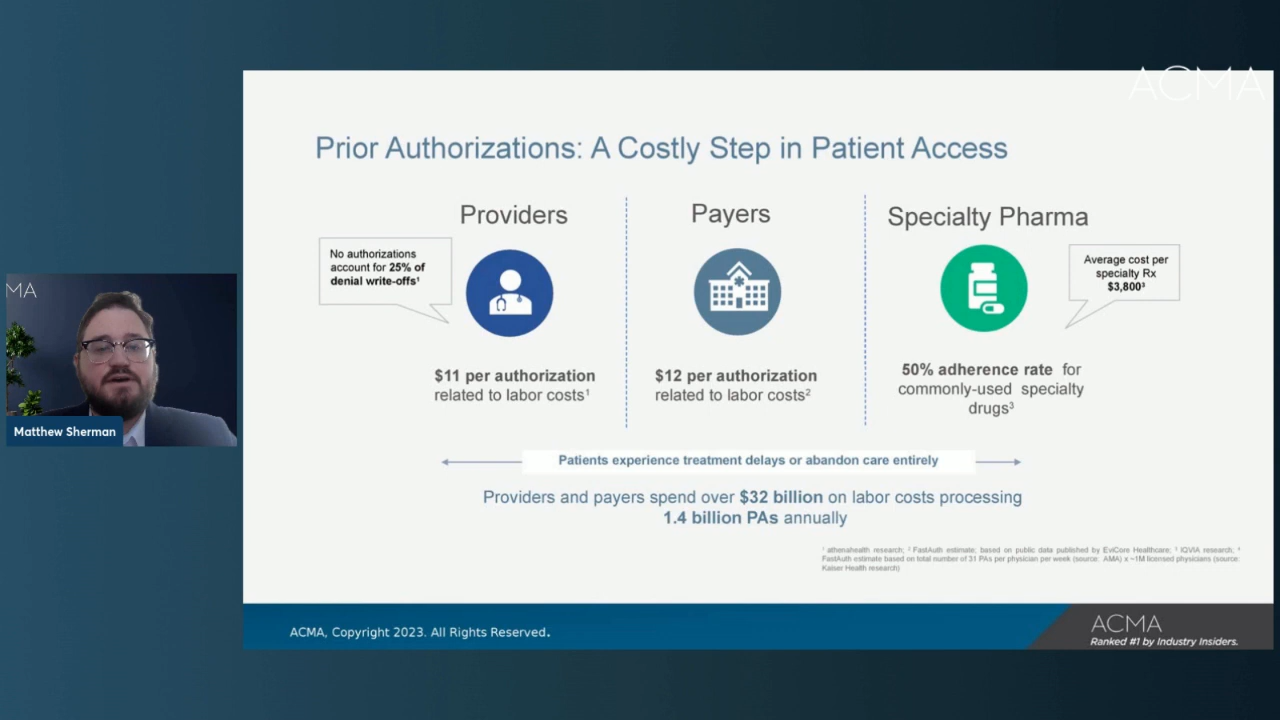 ACMA
Prior Authorizations: A Costly Step in Patient Access
Providers
No authorizations
account for 25% of
denial write-offs¹
$11 per authorization
related to labor costs¹
Payers
$12 per authorization
related to labor costs²
Specialty Pharma
Average cost per
specialty Rx
$3,800³
50% adherence rate for
commonly-used specialty
drugs³
Patients experience treatment delays or abandon care entirely
Providers and payers spend over $32 billion on labor costs processing
1.4 billion PAs annually
¹ athenahealth research; ² FastAuth estimate; based on public data published by EviCore Healthcare; ³ IQVIA research; ⁴
FastAuth estimate based on total number of 31 PAs per physician per week (source: AMA) x ~1M licensed physicians (source:
Kaiser Health research)
MA
Matthew Sherman
ACMA, Copyright 2023. All Rights Reserved.
ACMA
Ranked #1 by Industry Insiders.